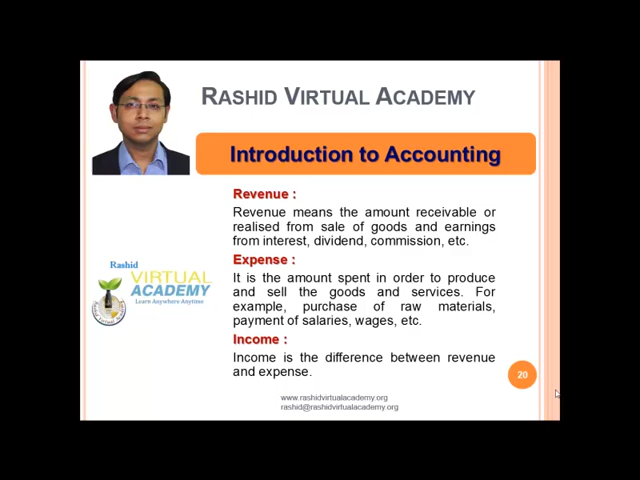 RASHID VIRTUAL ACADEMY
Introduction to Accounting
Revenue :
Revenue means the amount receivable or
realised from sale of goods and earnings
from interest, dividend, commission, etc.
Expense :
It is the amount spent in order to produce
and sell the goods and services. For
example, purchase of raw materials,
payment of salaries, wages, etc.
Income :
Income is the difference between revenue
and expense.
Rashid
VIRTUAL
ACADEMY
Learn Anywhere Anytime
20
www.rashidvirtualacademy.org
rashid@rashidvirtualacademy.org